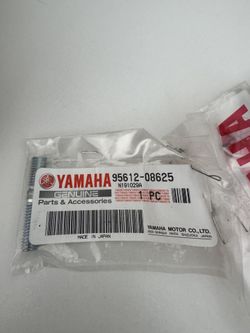 YAMAHA
95612-08625
GENUINE
N191029A
Parts & Accessories
1 PC
MADE IN JAPAN
YAMAHA MOTOR CO., LTD.